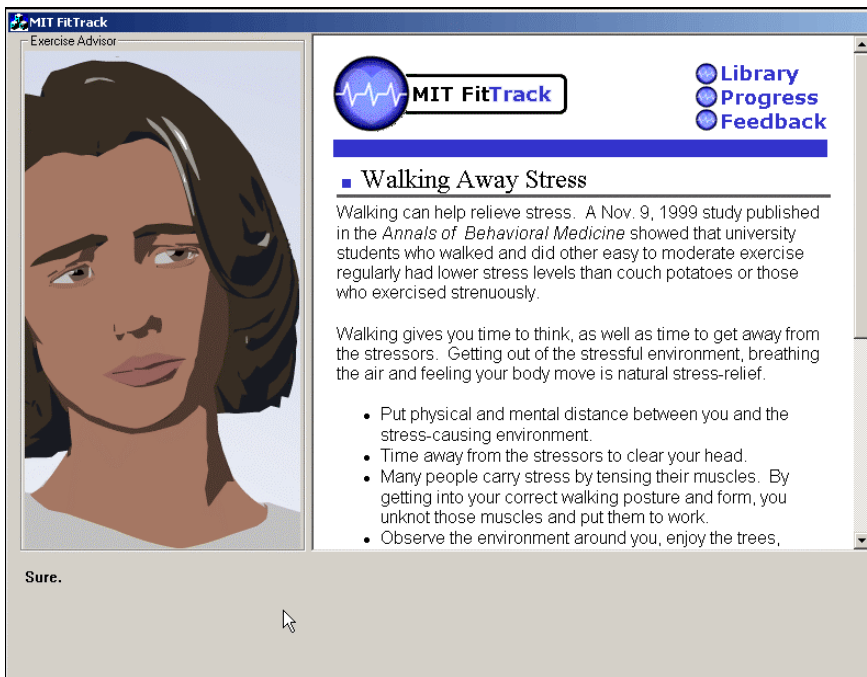 MIT FitTrack
Exercise Advisor
MIT FitTrack
Library
Progress
Feedback
Walking Away Stress
Walking can help relieve stress. A Nov. 9, 1999 study published
in the Annals of Behavioral Medicine showed that university
students who walked and did other easy to moderate exercise
regularly had lower stress levels than couch potatoes or those
who exercised strenuously.
Walking gives you time to think, as well as time to get away from
the stressors. Getting out of the stressful environment, breathing
the air and feeling your body move is natural stress-relief.
• Put physical and mental distance between you and the
stress-causing environment.
• Time away from the stressors to clear your head.
• Many people carry stress by tensing their muscles. By
getting into your correct walking posture and form, you
unknot those muscles and put them to work.
• Observe the environment around you, enjoy the trees,
Sure.